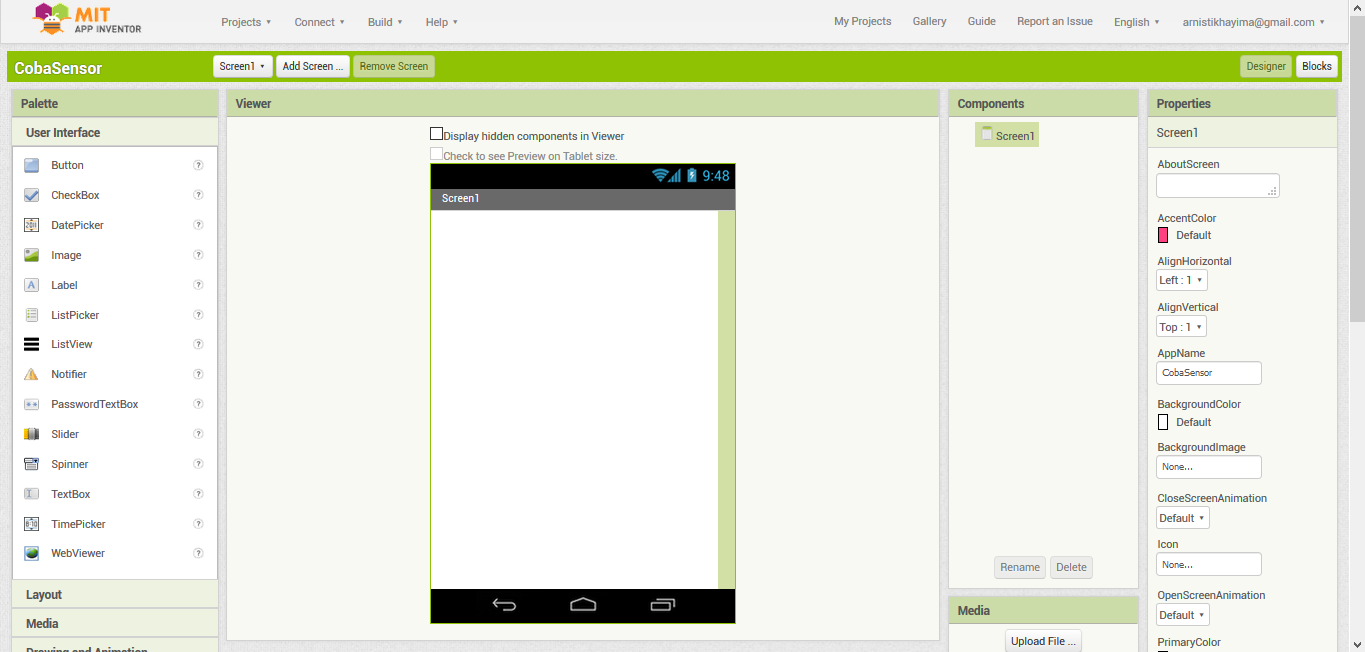 MIT
APP INVENTOR
Projects Connect Build Help My Projects Gallery Guide Report an Issue English arnistikhayima@gmail.com
CobaSensor Screen1 Add Screen ... Remove Screen Designer Blocks
Palette
User Interface
Button ?
CheckBox ?
DatePicker ?
Image ?
A Label ?
ListPicker ?
ListView ?
Notifier ?
PasswordTextBox ?
Slider ?
Spinner ?
TextBox ?
TimePicker ?
WebViewer ?
Layout
Media
Drawing and Animation
Viewer
Display hidden components in Viewer
Check to see Preview on Tablet size.
9:48
Screen1
Components
Screen1
Rename Delete
Media
Upload File ...
Properties
Screen1
AboutScreen
AccentColor
Default
AlignHorizontal
Left : 1
AlignVertical
Top : 1
AppName
CobaSensor
BackgroundColor
Default
BackgroundImage
None...
CloseScreenAnimation
Default
Icon
None...
OpenScreenAnimation
Default
PrimaryColor